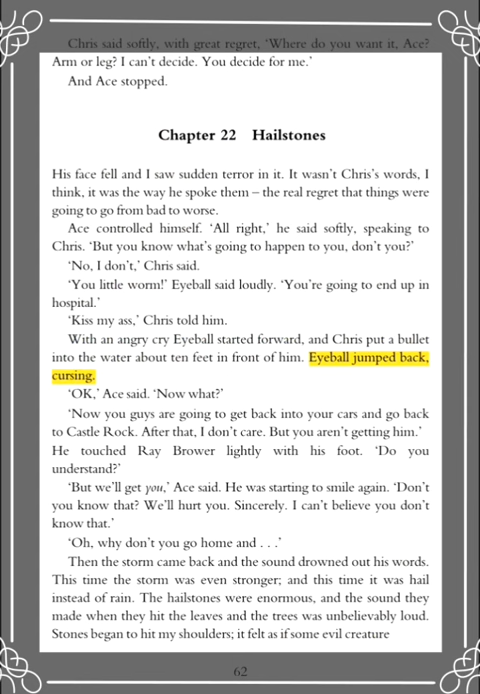 Chris said softly, with great regret, ‘Where do you want it, Ace?
Arm or leg? I can’t decide. You decide for me.’
And Ace stopped.
Chapter 22 Hailstones
His face fell and I saw sudden terror in it. It wasn’t Chris’s words, I
think, it was the way he spoke them – the real regret that things were
going to go from bad to worse.
Ace controlled himself. ‘All right,’ he said softly, speaking to
Chris. ‘But you know what’s going to happen to you, don’t you?’
‘No, I don’t,’ Chris said.
‘You little worm!’ Eyeball said loudly. ‘You’re going to end up in
hospital.’
‘Kiss my ass,’ Chris told him.
With an angry cry Eyeball started forward, and Chris put a bullet
into the water about ten feet in front of him. Eyeball jumped back,
cursing.
‘OK,’ Ace said. ‘Now what?’
‘Now you guys are going to get back into your cars and go back
to Castle Rock. After that, I don’t care. But you aren’t getting him.’
He touched Ray Brower lightly with his foot. ‘Do you
understand?’
‘But we’ll get you,’ Ace said. He was starting to smile again. ‘Don’t
you know that? We’ll hurt you. Sincerely. I can’t believe you don’t
know that.’
‘Oh, why don’t you go home and . . .’
Then the storm came back and the sound drowned out his words.
This time the storm was even stronger; and this time it was hail
instead of rain. The hailstones were enormous, and the sound they
made when they hit the leaves and the trees was unbelievably loud.
Stones began to hit my shoulders; it felt as if some evil creature
62